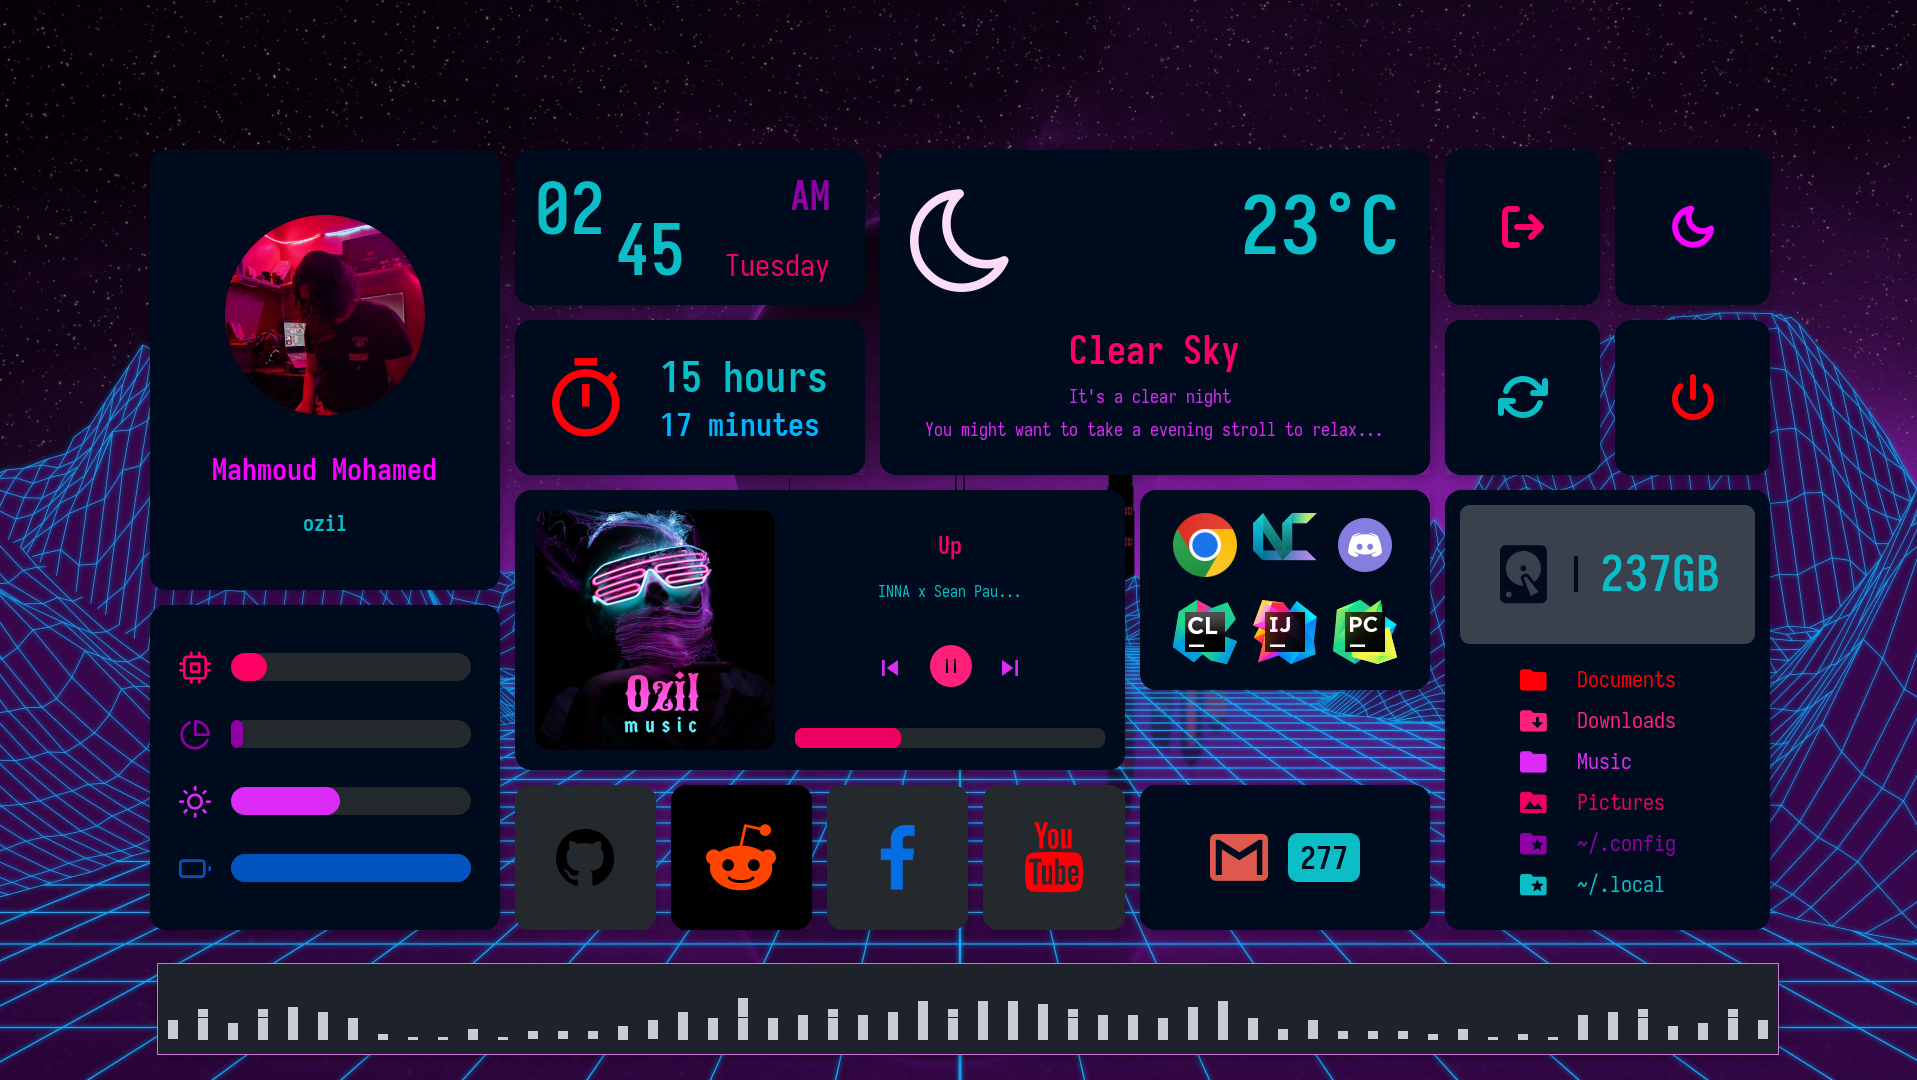 Mahmoud Mohamed
ozil
02
45
AM
Tuesday
15 hours
17 minutes
23°C
Clear Sky
It's a clear night
You might want to take a evening stroll to relax...
Ozil
music
Up
INNA x Sean Pau...
NC
CL
IJ
PC
237GB
Documents
Downloads
Music
Pictures
~/.config
~/.local
You
Tube
277